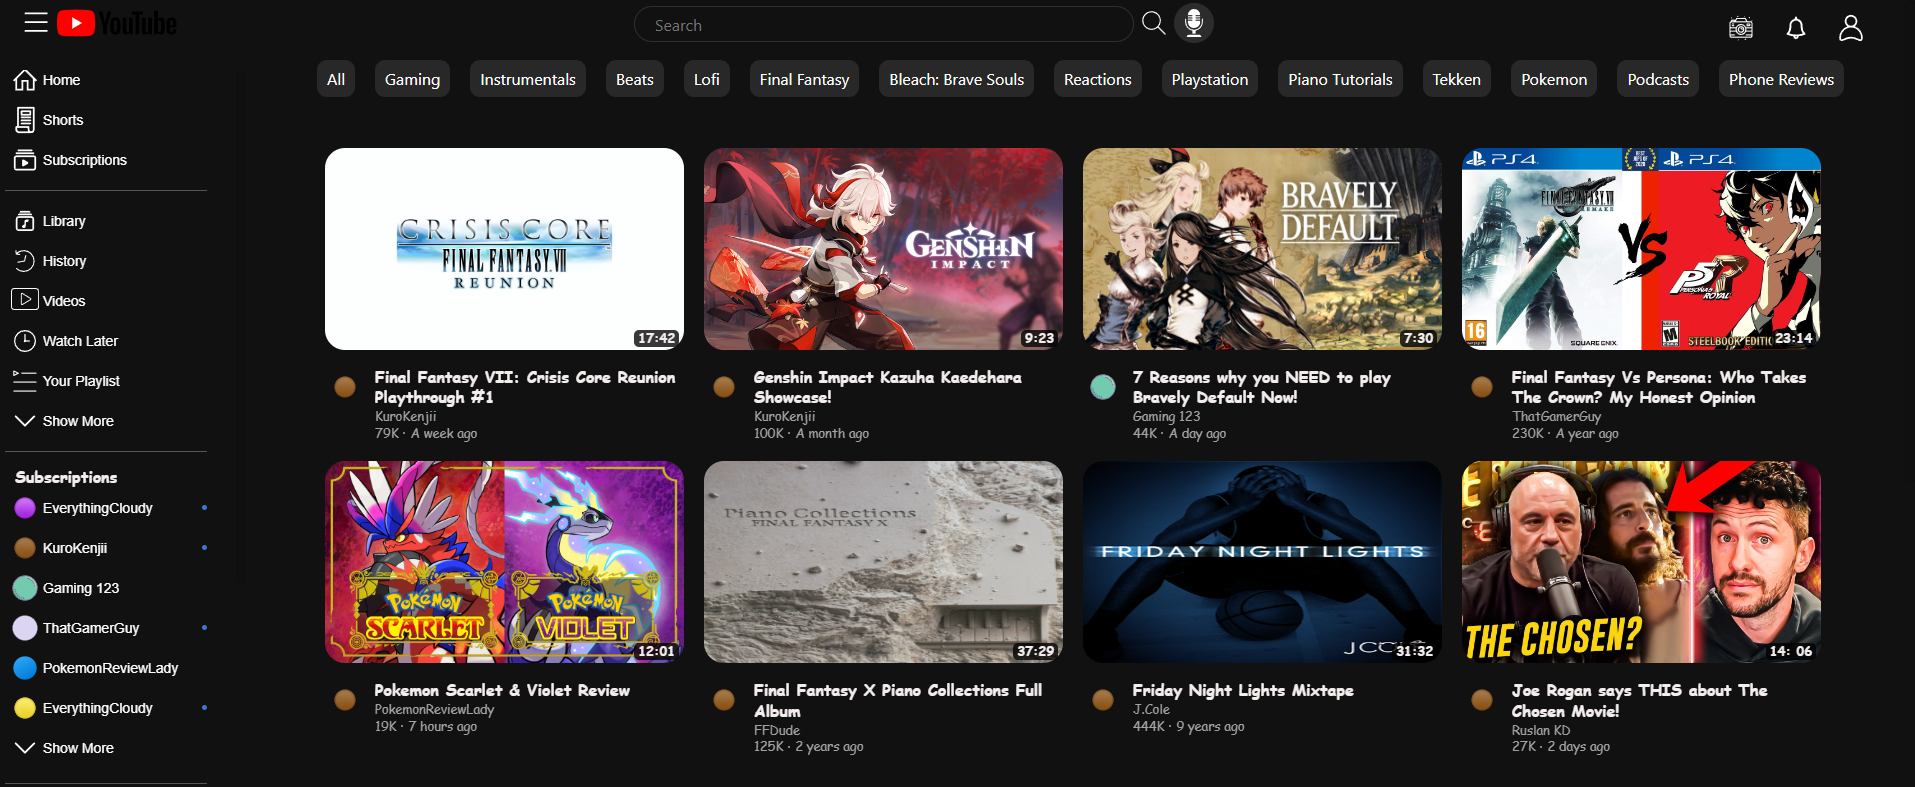 YouTube
Search
Home
Shorts
Subscriptions
Library
History
Videos
Watch Later
Your Playlist
Show More
Subscriptions
EverythingCloudy
KuroKenjii
Gaming 123
ThatGamerGuy
PokemonReviewLady
EverythingCloudy
Show More
All
Gaming
Instrumentals
Beats
Lofi
Final Fantasy
Bleach: Brave Souls
Reactions
Playstation
Piano Tutorials
Tekken
Pokemon
Podcasts
Phone Reviews
CRISIS CORE
FINAL FANTASY VII
REUNION
17:42
Final Fantasy VII: Crisis Core Reunion
Playthrough #1
KuroKenjii
79K · A week ago
GENSHIN
IMPACT
9:23
Genshin Impact Kazuha Kaedehara
Showcase!
KuroKenjii
100K · A month ago
BRAVELY
DEFAULT
7:30
7 Reasons why you NEED to play
Bravely Default Now!
Gaming 123
44K · A day ago
PS4
PS4
FINAL FANTASY VII
REMAKE
VS
P5R
PERSONA5
ROYAL
16
M
SQUARE ENIX
STEELBOOK EDITIO
23:14
Final Fantasy Vs Persona: Who Takes
The Crown? My Honest Opinion
ThatGamerGuy
230K · A year ago
POKéMON
SCARLET
POKéMON
VIOLET
12:01
Pokemon Scarlet & Violet Review
PokemonReviewLady
19K · 7 hours ago
Piano Collections
FINAL FANTASY X
37:29
Final Fantasy X Piano Collections Full
Album
FFDude
125K · 2 years ago
FRIDAY NIGHT LIGHTS
31:32
Friday Night Lights Mixtape
J.Cole
444K · 9 years ago
THE CHOSEN?
14: 06
Joe Rogan says THIS about The
Chosen Movie!
Ruslan KD
27K · 2 days ago